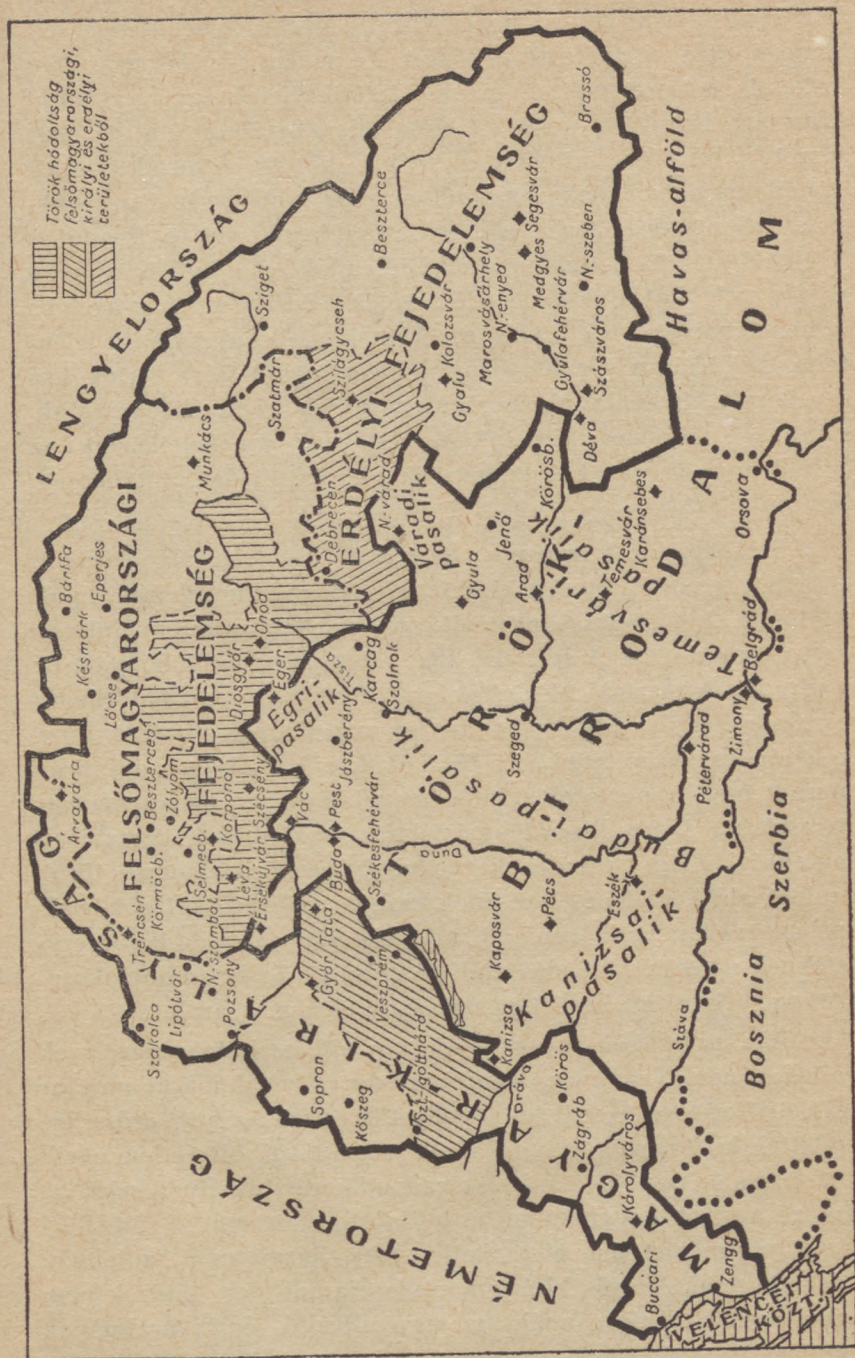 Török hódoltság
felsőmagyarországi,
királyi és erdélyi
területekből
LENGYELORSZÁG
NÉMETORSZÁG
FELSŐMAGYARORSZÁGI
FEJEDELEMSÉG
ERDÉLYI FEJEDELEMSÉG
MAGYAR KIR.
TÖRÖK
BIRODALOM
Havas-alföld
Szerbia
Bosznia
VELENCEI
KÖZT.
Egri-
pasalik
Váradi
pasalik
Temesvári
pasalik
Budai-pasalik
Kanizsai
pasalik
Szakolca
Lipótvár
N-szombat
Pozsony
Trencsén
Árvavára
Körmöcb.
Beszterceb.
Zólyom
Selmecb.
Korpona
Léva
Érsekújvár
Szécsény
Késmárk
Bártfa
Eperjes
Lőcse
Munkács
Diósgyőr
Ónod
Eger
Vác
Sziget
Szatmár
Szilágycseh
Debrecen
N-várad
Beszterce
Kolozsvár
Gyalu
Marosvásárhely
N-enyed
Medgyes
Segesvár
Gyulafehérvár
Brassó
N.-szeben
Szászváros
Déva
Körösb.
Jenő
Gyula
Arad
Temesvár
Karánsebes
Orsova
Belgrád
Zimony
Pétervárad
Szeged
Tisza
Karcag
Szolnok
Jászberény
Pest
Buda
Székesfehérvár
Duna
Győr
Tata
Veszprém
Sopron
Kőszeg
Szt.-gotthárd
Kanizsa
Kaposvár
Pécs
Eszék
Dráva
Száva
Körös
Zágráb
Károlyváros
Buccari
Zengg